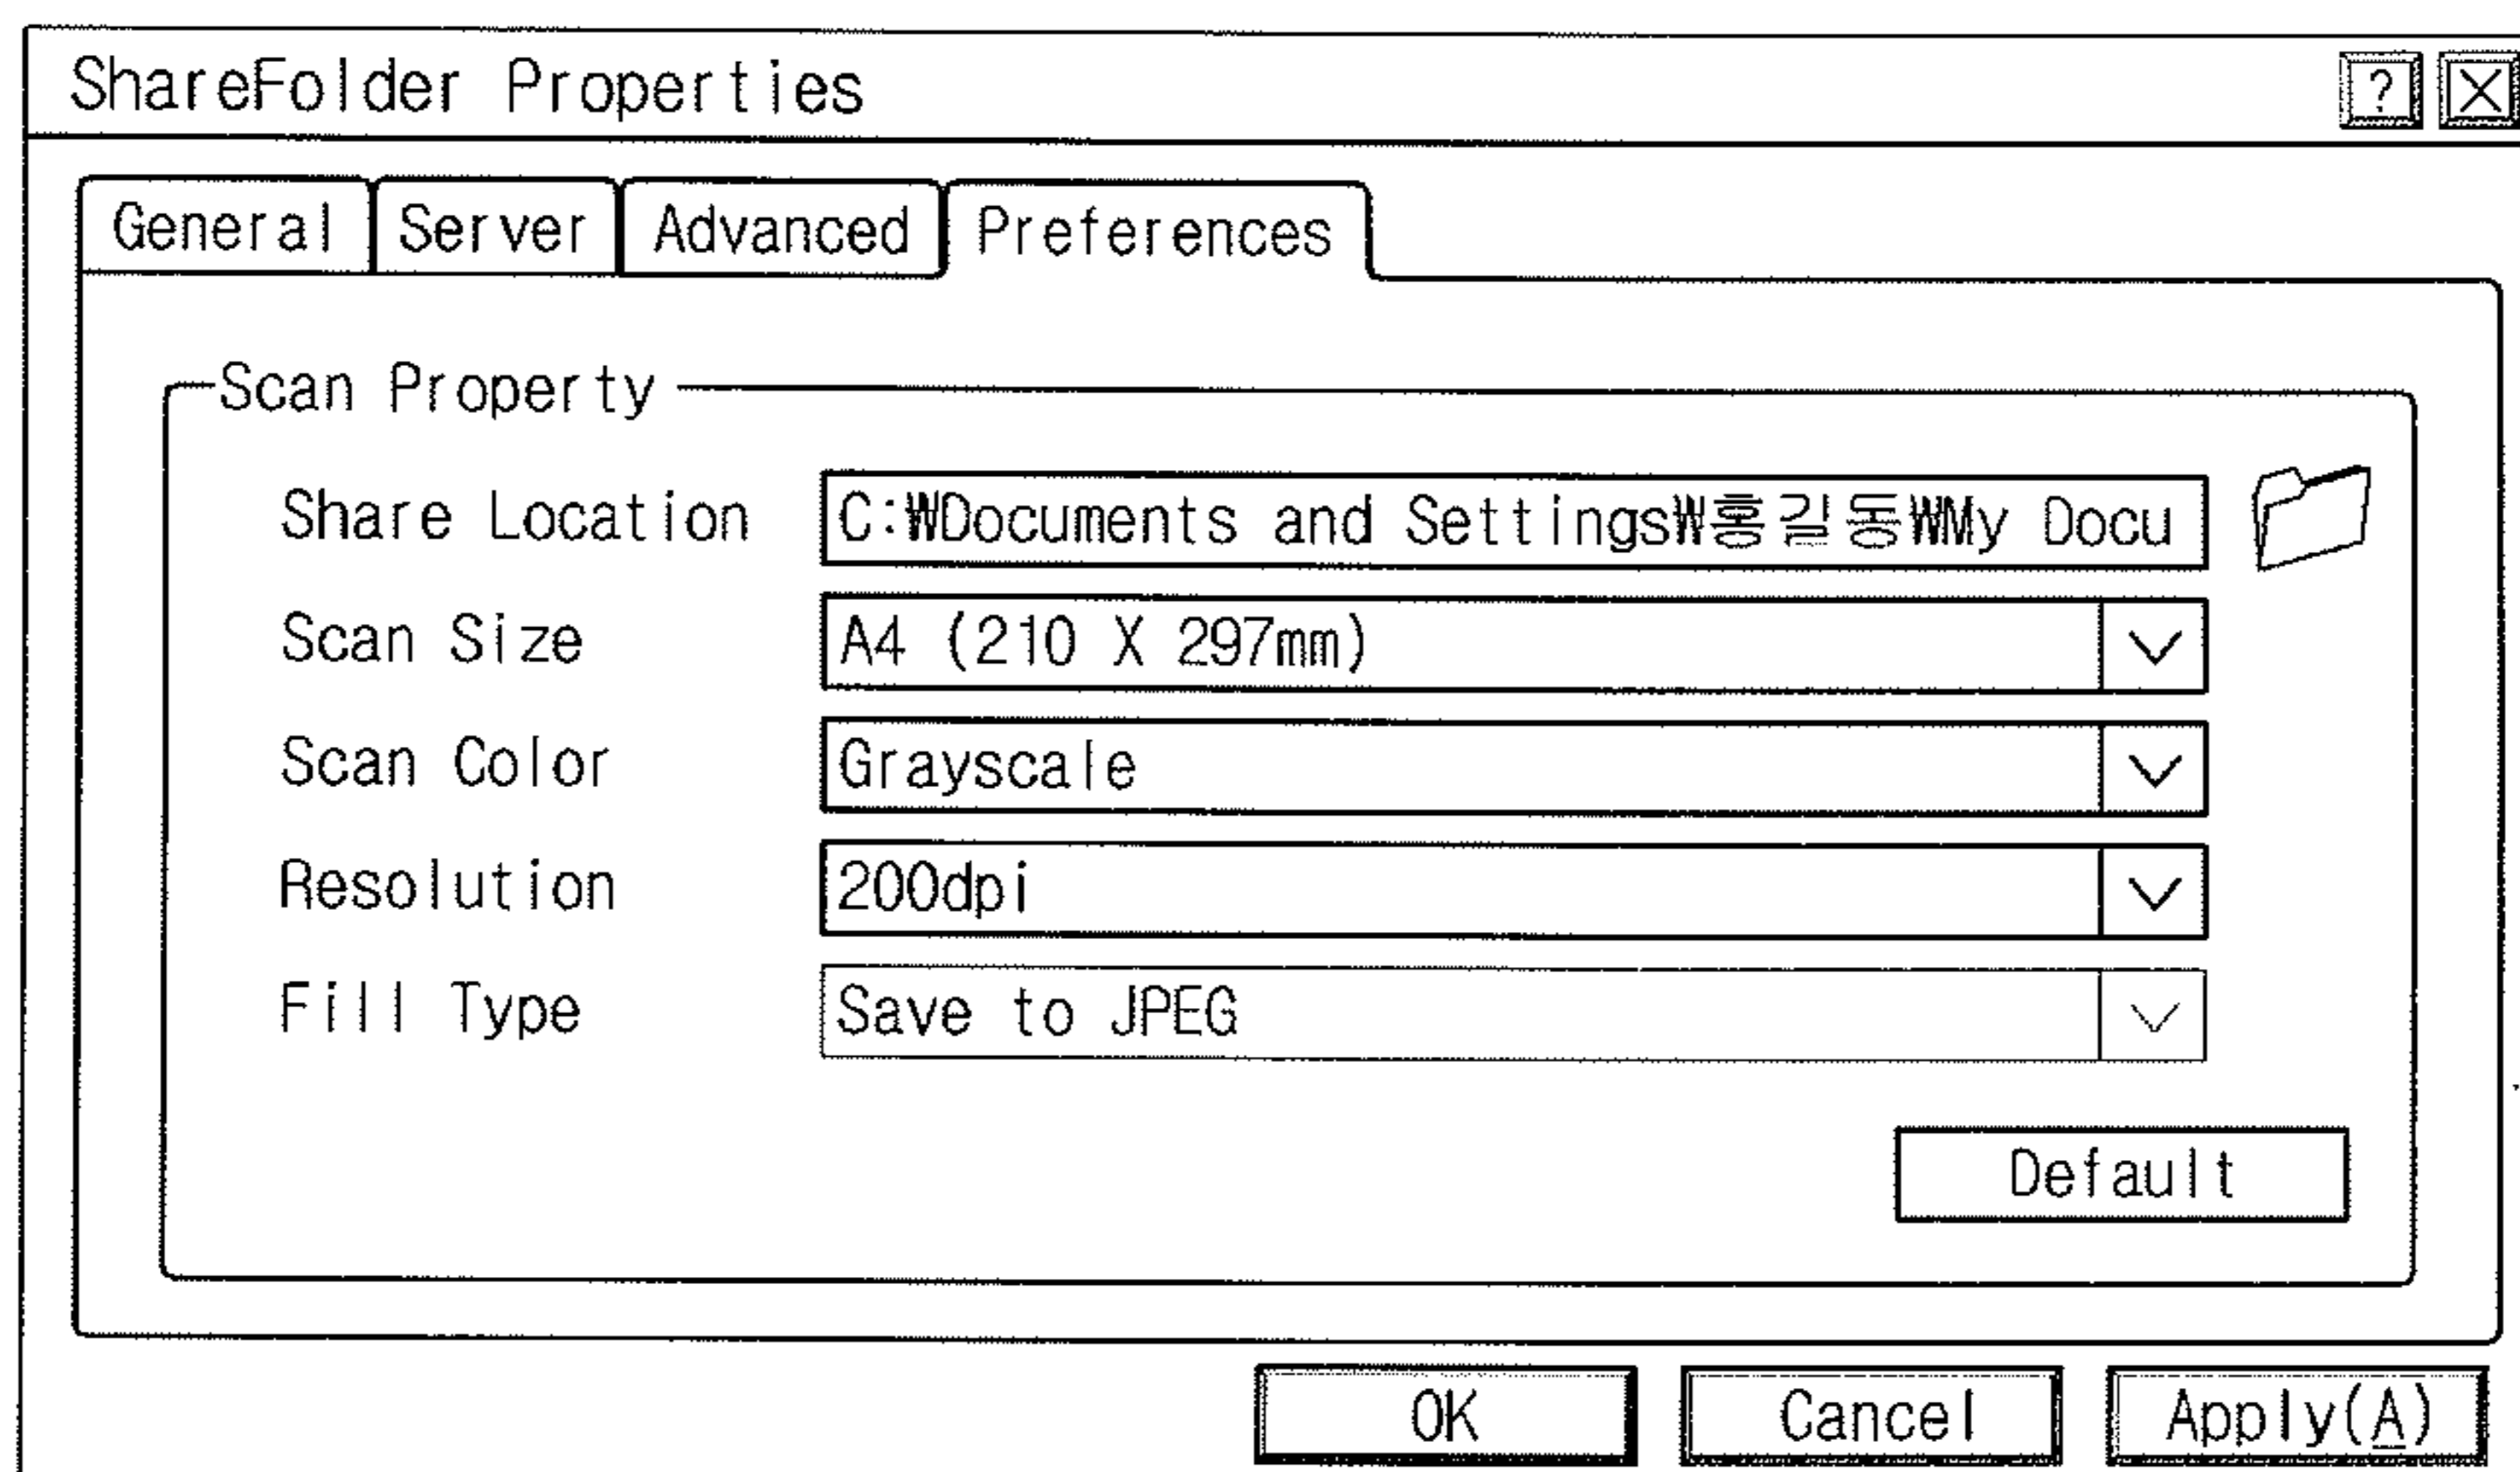 ShareFolder Properties ? X
General Server Advanced Preferences
Scan Property
Share Location C:₩Documents and Settings₩홍길동₩My Docu
Scan Size A4 (210 X 297mm)
Scan Color Grayscale
Resolution 200dpi
Fill Type Save to JPEG
Default
OK Cancel Apply(A)